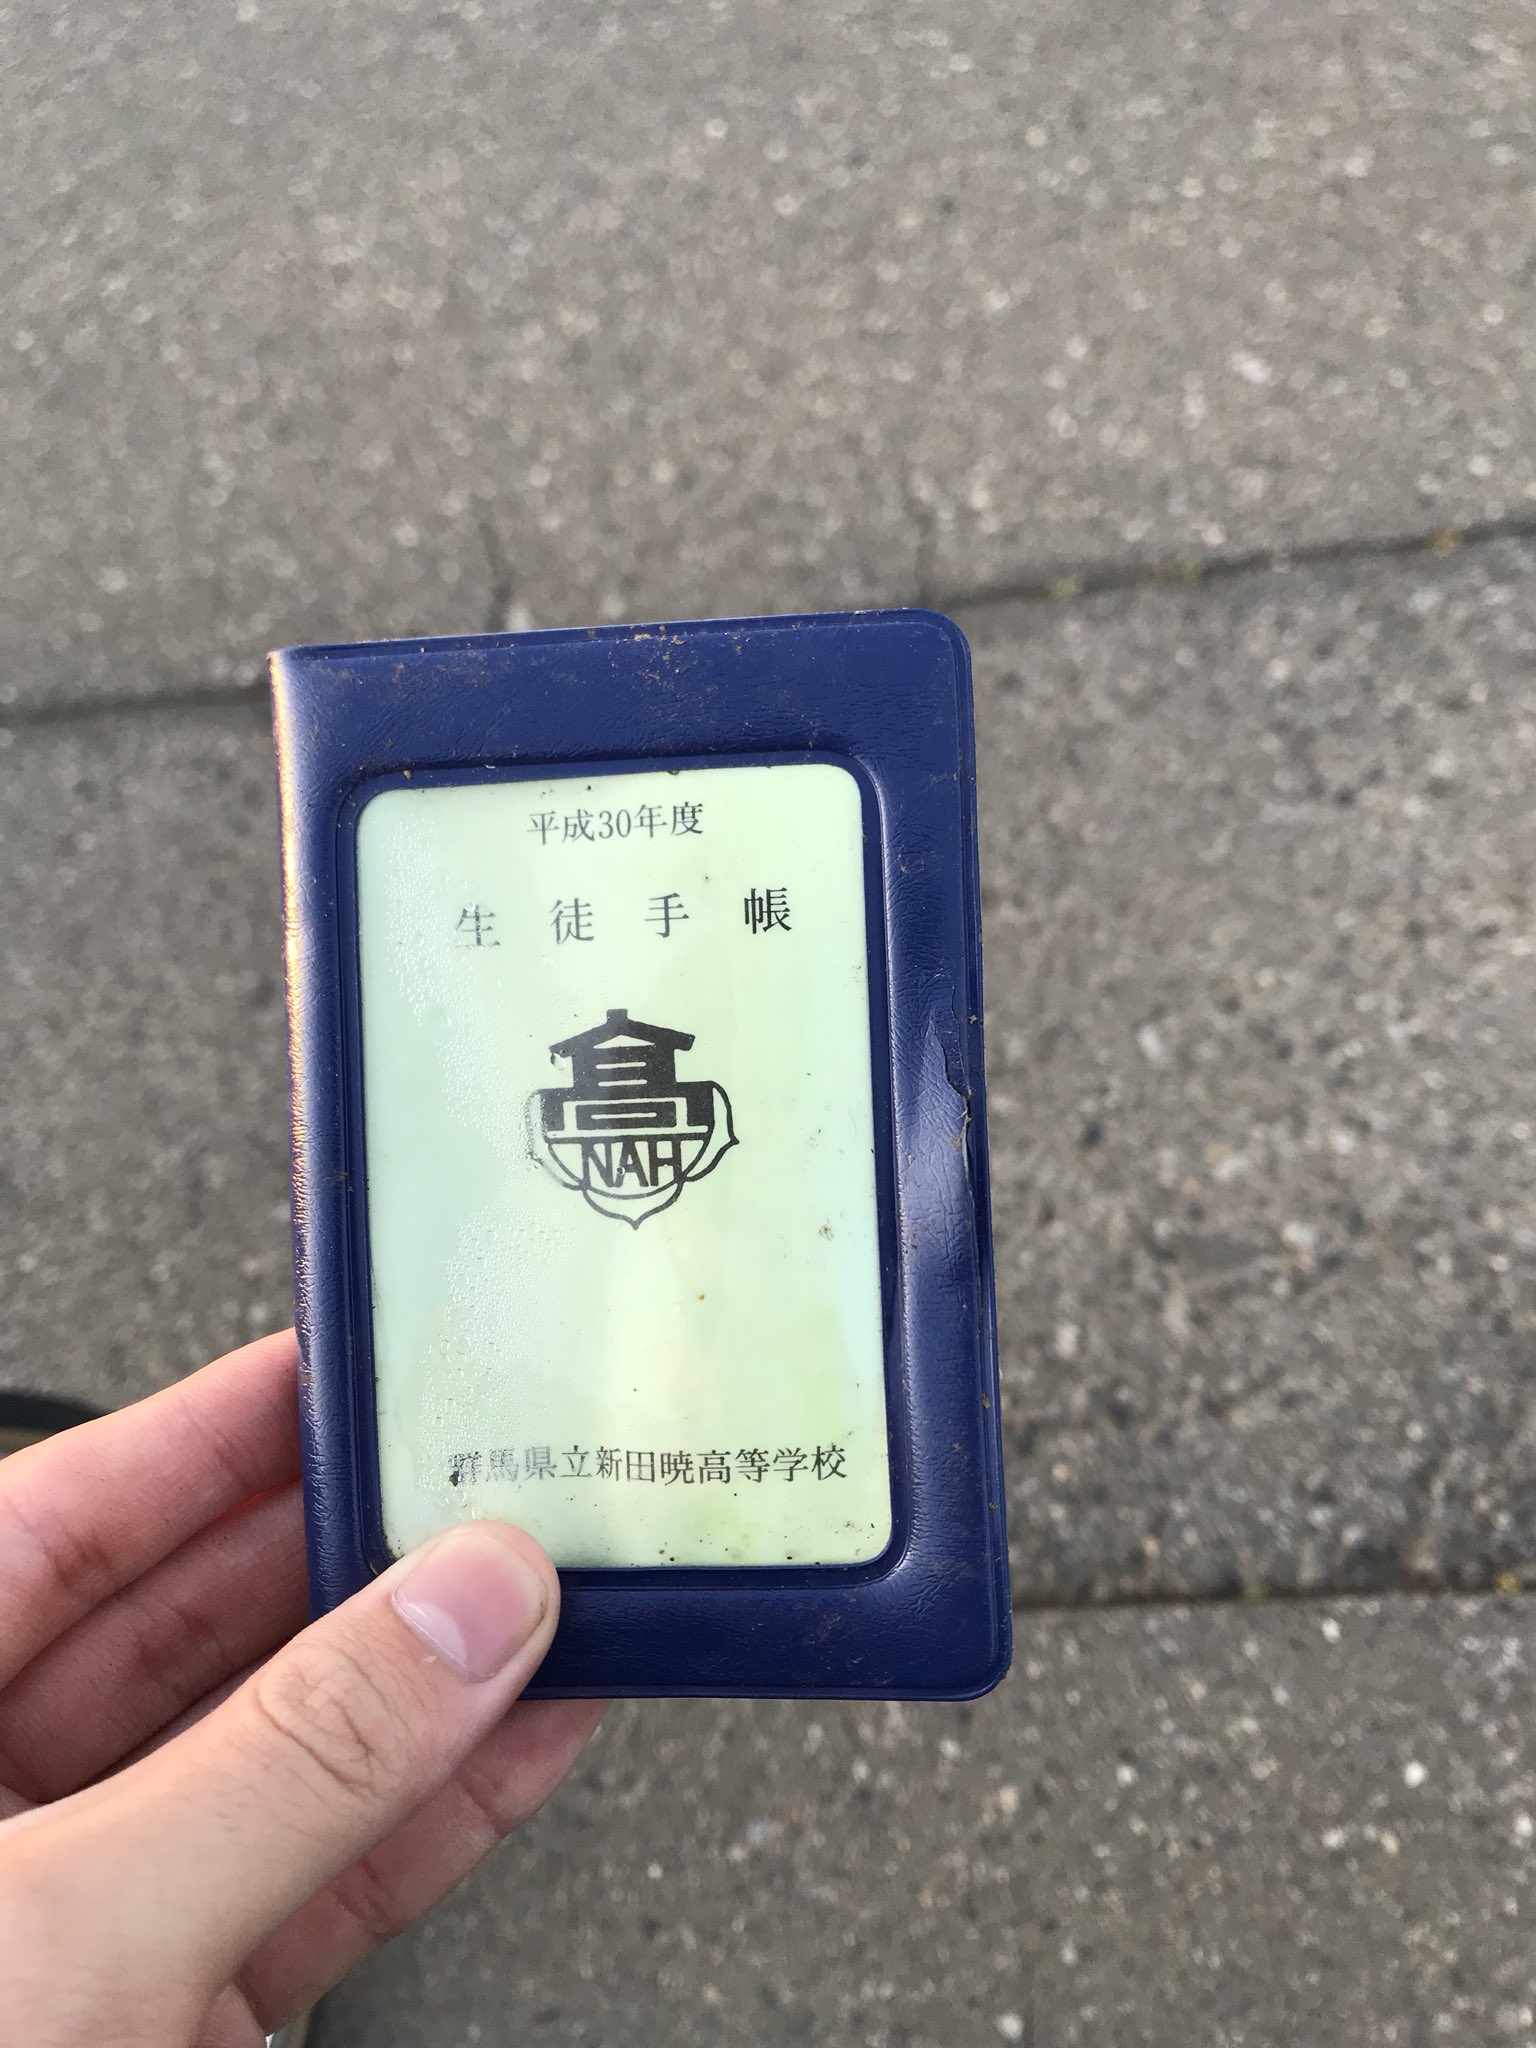 平成30年度
生徒手帳
高
NAH
群馬県立新田暁高等学校